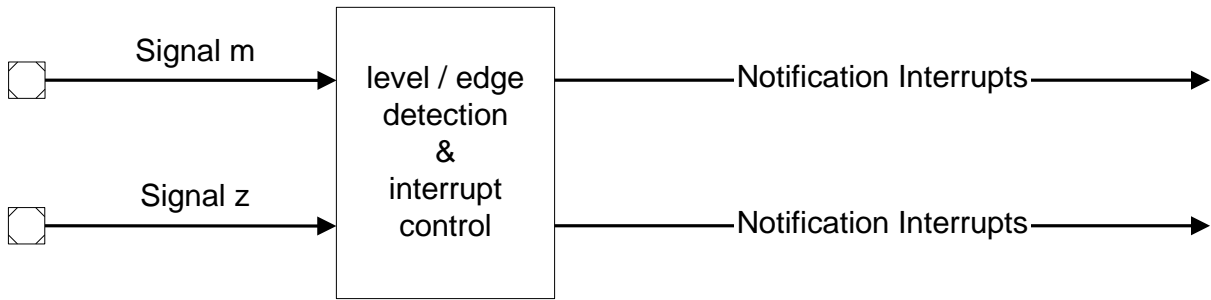 Signal m
level / edge
detection
&
interrupt
control
Notification Interrupts
Signal z
Notification Interrupts